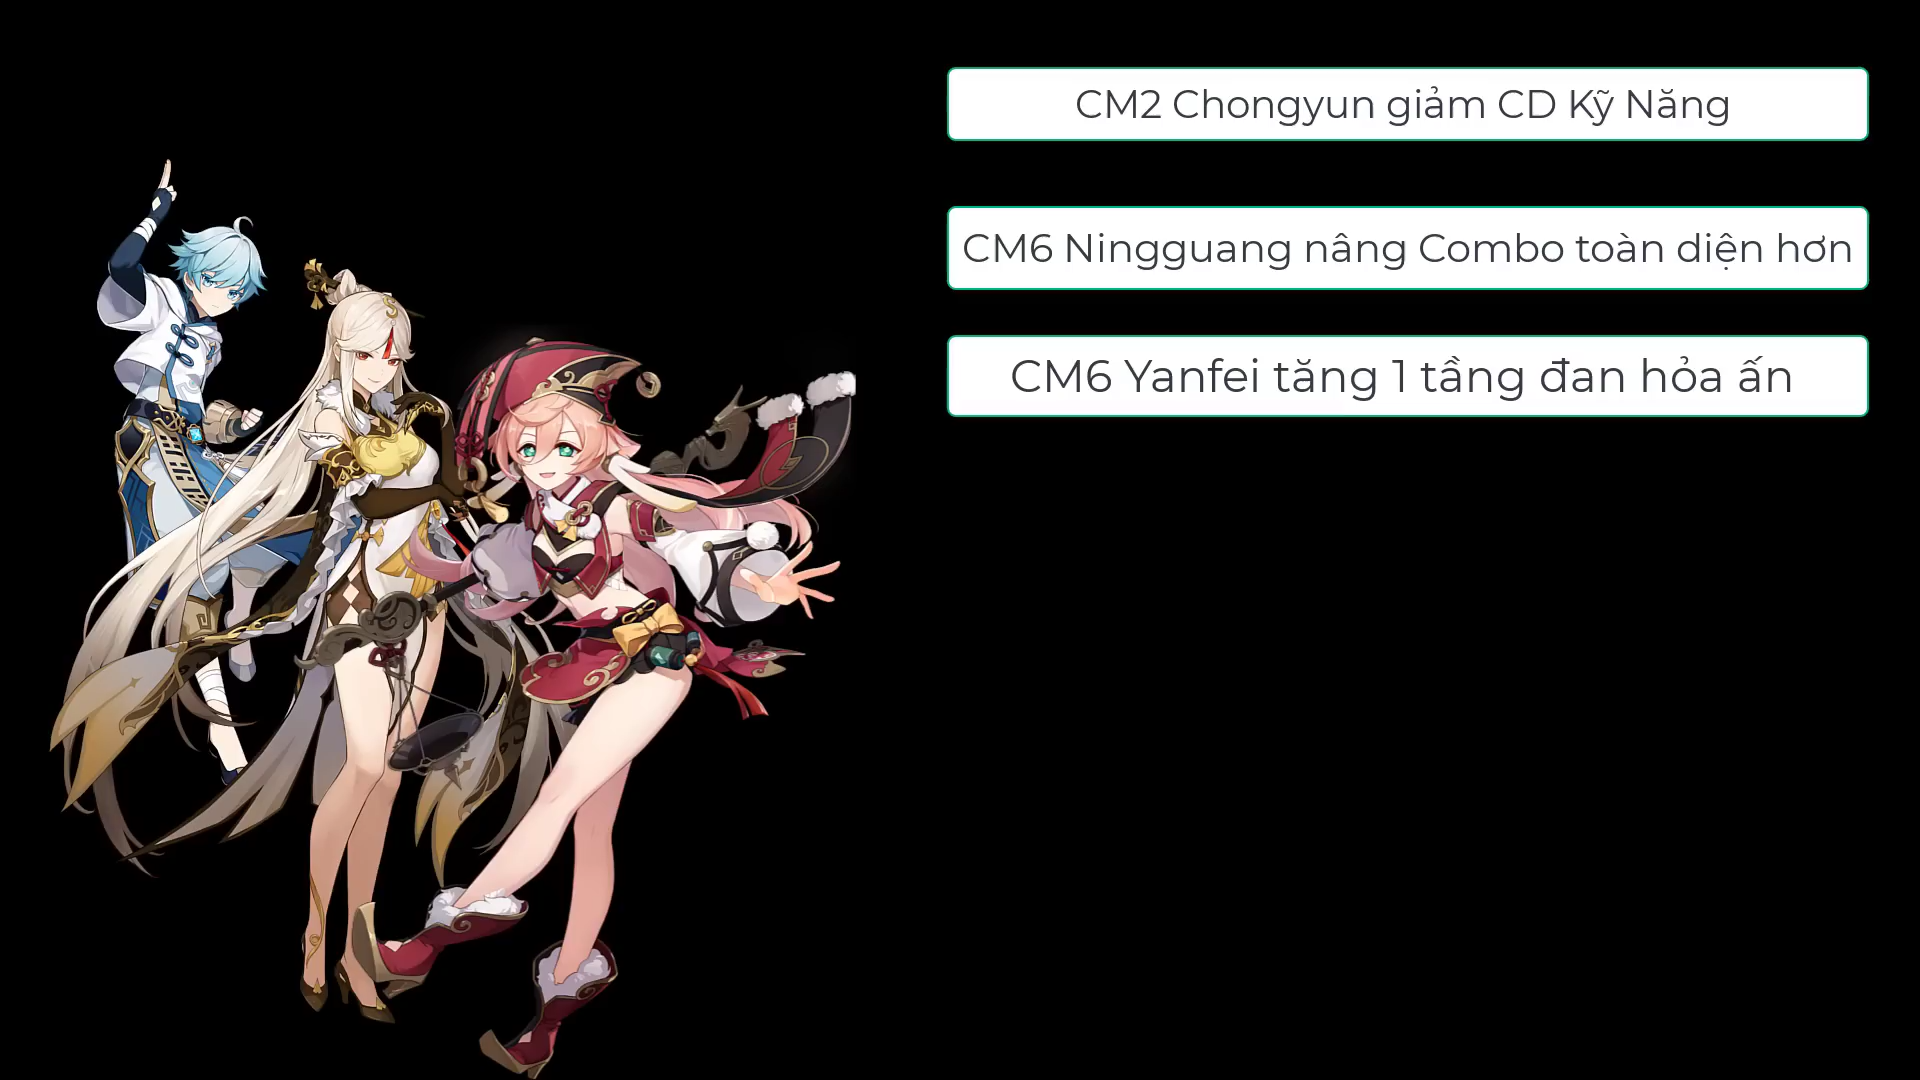 CM2 Chongyun giảm CD Kỹ Năng
CM6 Ningguang nâng Combo toàn diện hơn
CM6 Yanfei tăng 1 tầng đan hỏa ấn